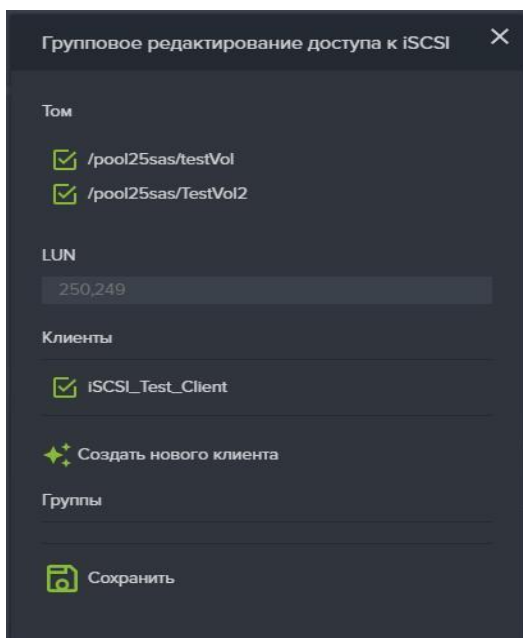 Групповое редактирование доступа к iSCSI
Том
/pool25sas/testVol
/pool25sas/TestVol2
LUN
250,249
Клиенты
iSCSI_Test_Client
Создать нового клиента
Группы
Сохранить